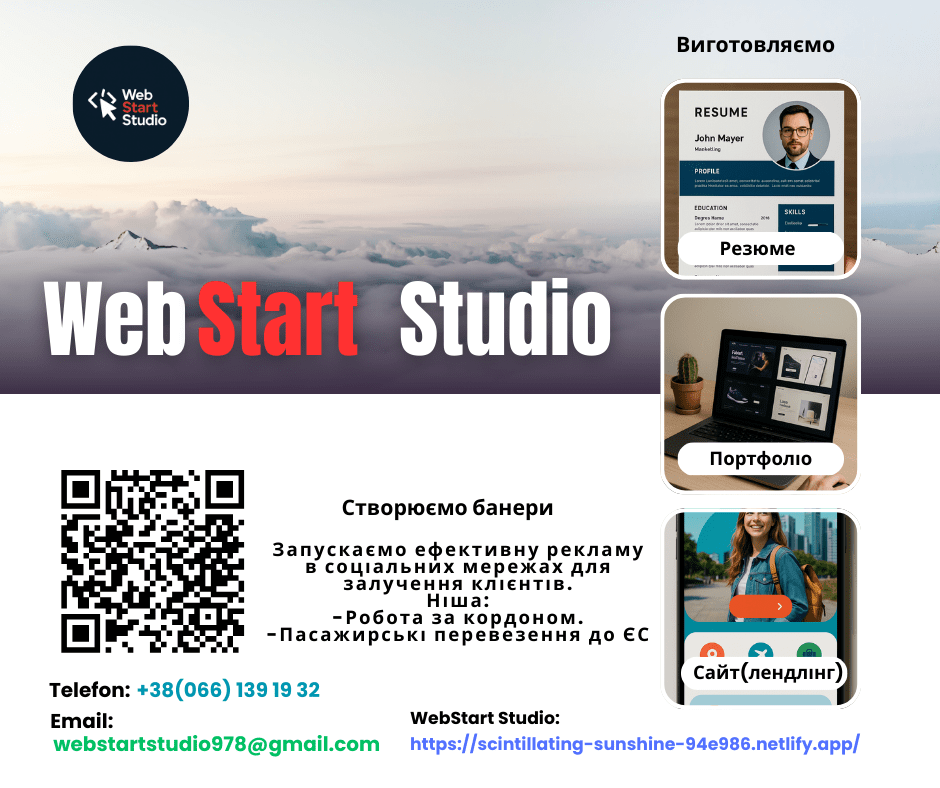 Виготовляємо
Web
Start
Studio
RESUME
John Mayer
Marketing
PROFILE
EDUCATION
Degree Name
2018
SKILLS
Резюме
Web Start Studio
Портфоліо
Створюємо банери
Запускаємо ефективну рекламу
в соціальних мережах для
залучення клієнтів.
Ніша:
-Робота за кордоном.
-Пасажирські перевезення до ЄС
Сайт(лендлінг)
Telefon: +38(066) 139 19 32
Email:
webstartstudio978@gmail.com
WebStart Studio:
https://scintillating-sunshine-94e986.netlify.app/